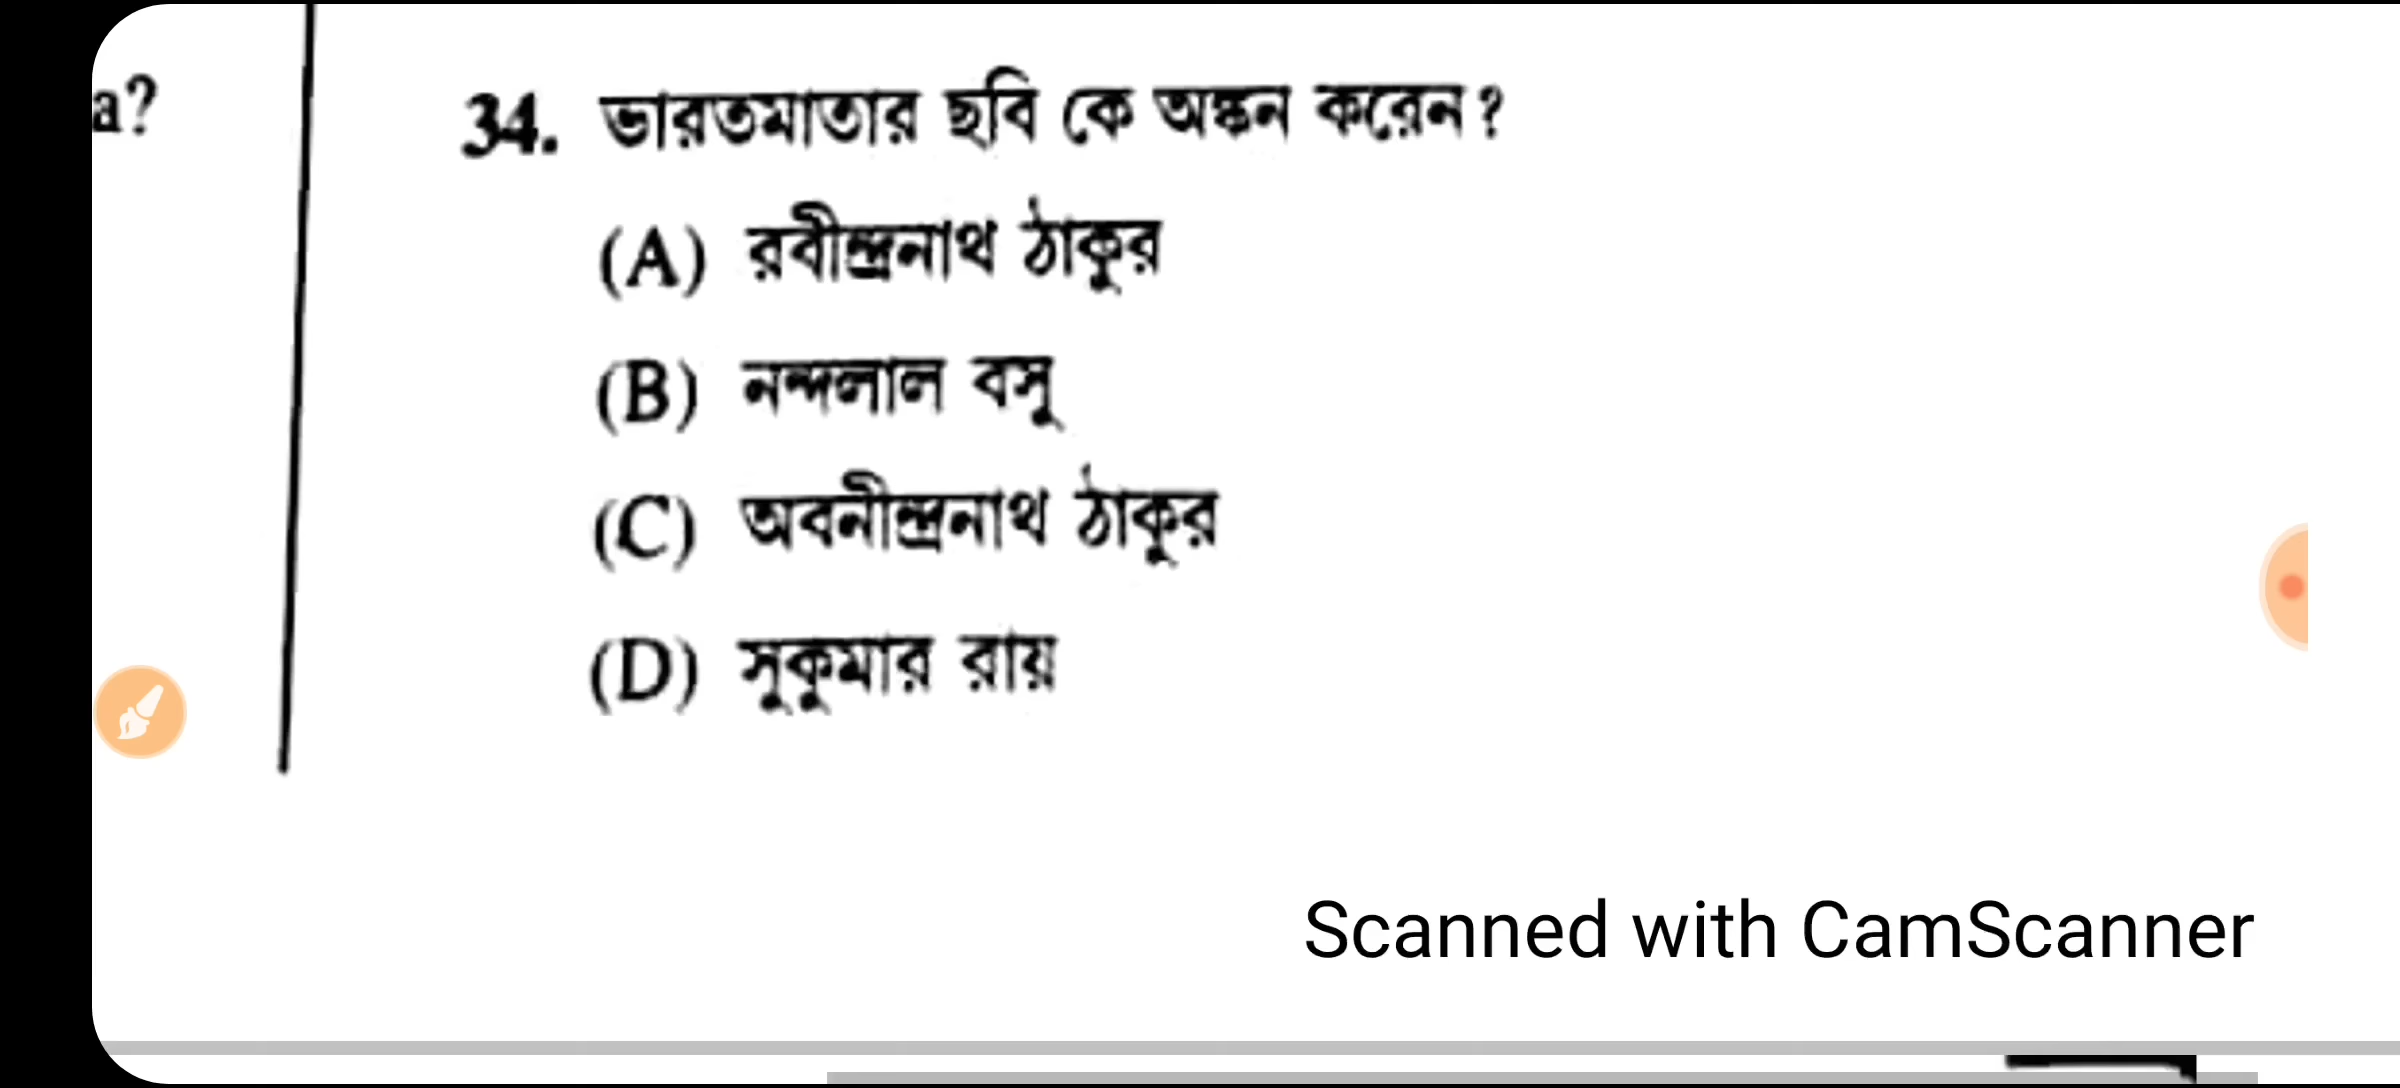 a?
34. ভারতমাতার ছবি কে অঙ্কন করেন?
(A) রবীন্দ্রনাথ ঠাকুর
(B) নন্দলাল বসু
(C) অবনীন্দ্রনাথ ঠাকুর
(D) সুকুমার রায়
Scanned with CamScanner